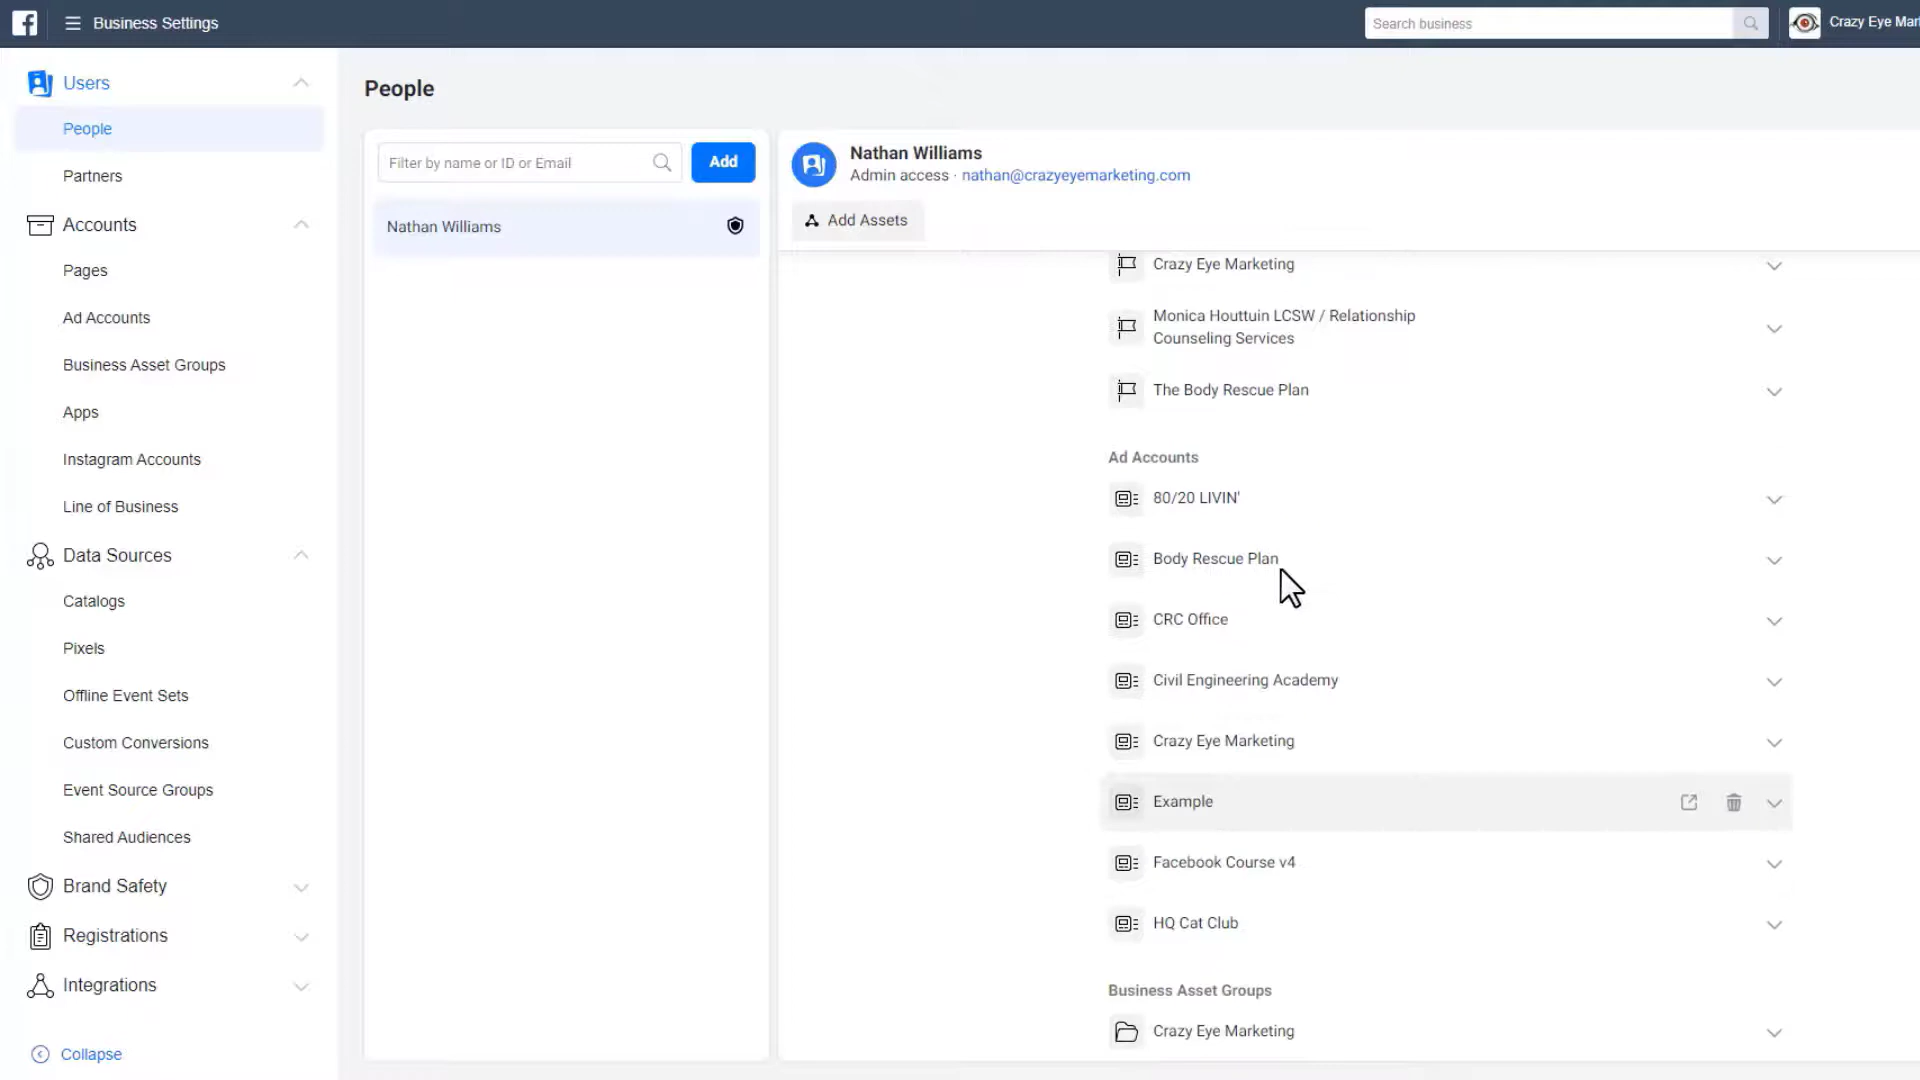 Business Settings
Search business
Crazy Eye Mar
Users
People
Partners
Accounts
Pages
Ad Accounts
Business Asset Groups
Apps
Instagram Accounts
Line of Business
Data Sources
Catalogs
Pixels
Offline Event Sets
Custom Conversions
Event Source Groups
Shared Audiences
Brand Safety
Registrations
Integrations
Collapse
People
Filter by name or ID or Email
Add
Nathan Williams
Nathan Williams
Admin access · nathan@crazyeyemarketing.com
Add Assets
Crazy Eye Marketing
Monica Houttuin LCSW / Relationship
Counseling Services
The Body Rescue Plan
Ad Accounts
80/20 LIVIN'
Body Rescue Plan
CRC Office
Civil Engineering Academy
Crazy Eye Marketing
Example
Facebook Course v4
HQ Cat Club
Business Asset Groups
Crazy Eye Marketing